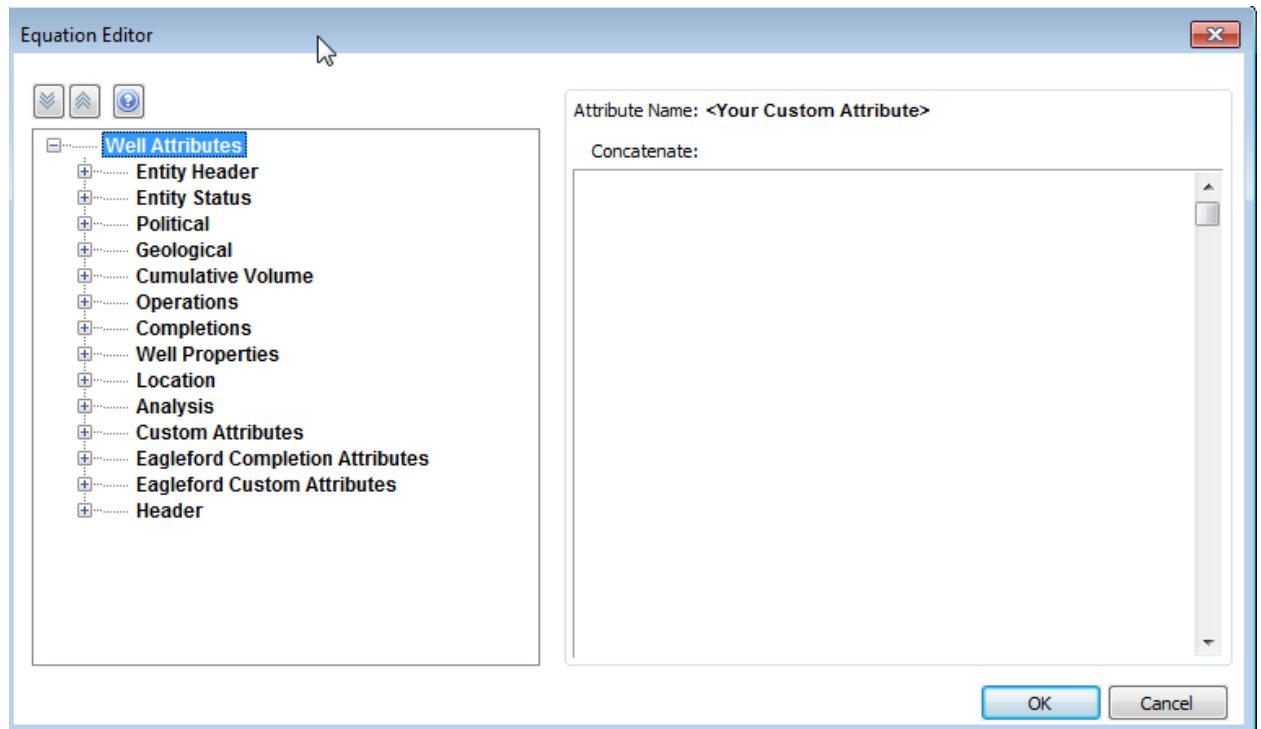 Equation Editor
Well Attributes
Entity Header
Entity Status
Political
Geological
Cumulative Volume
Operations
Completions
Well Properties
Location
Analysis
Custom Attributes
Eagleford Completion Attributes
Eagleford Custom Attributes
Header
Attribute Name: <Your Custom Attribute>
Concatenate:
OK Cancel